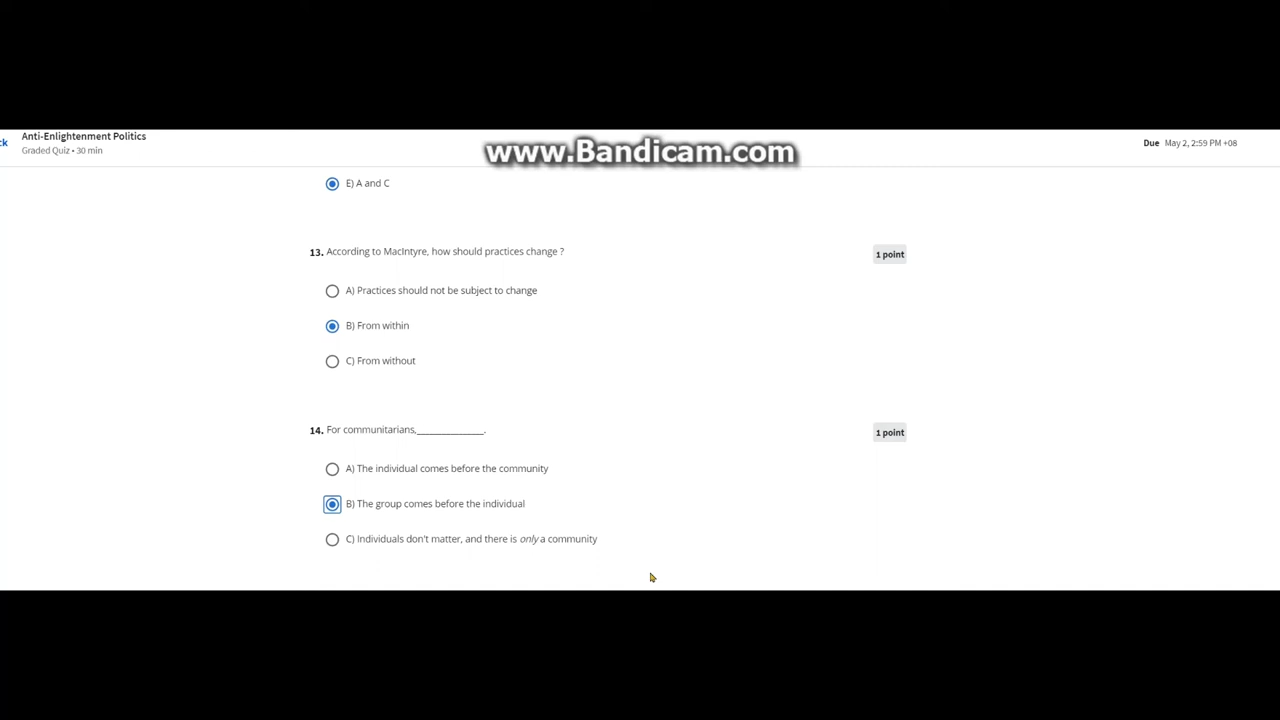 Anti-Enlightenment Politics
ck
Graded Quiz • 30 min
www.Bandicam.com
Due May 2, 2:59 PM +08
E) A and C
13. According to MacIntyre, how should practices change ?
1 point
A) Practices should not be subject to change
B) From within
C) From without
14. For communitarians,______________.
1 point
A) The individual comes before the community
B) The group comes before the individual
C) Individuals don't matter, and there is only a community